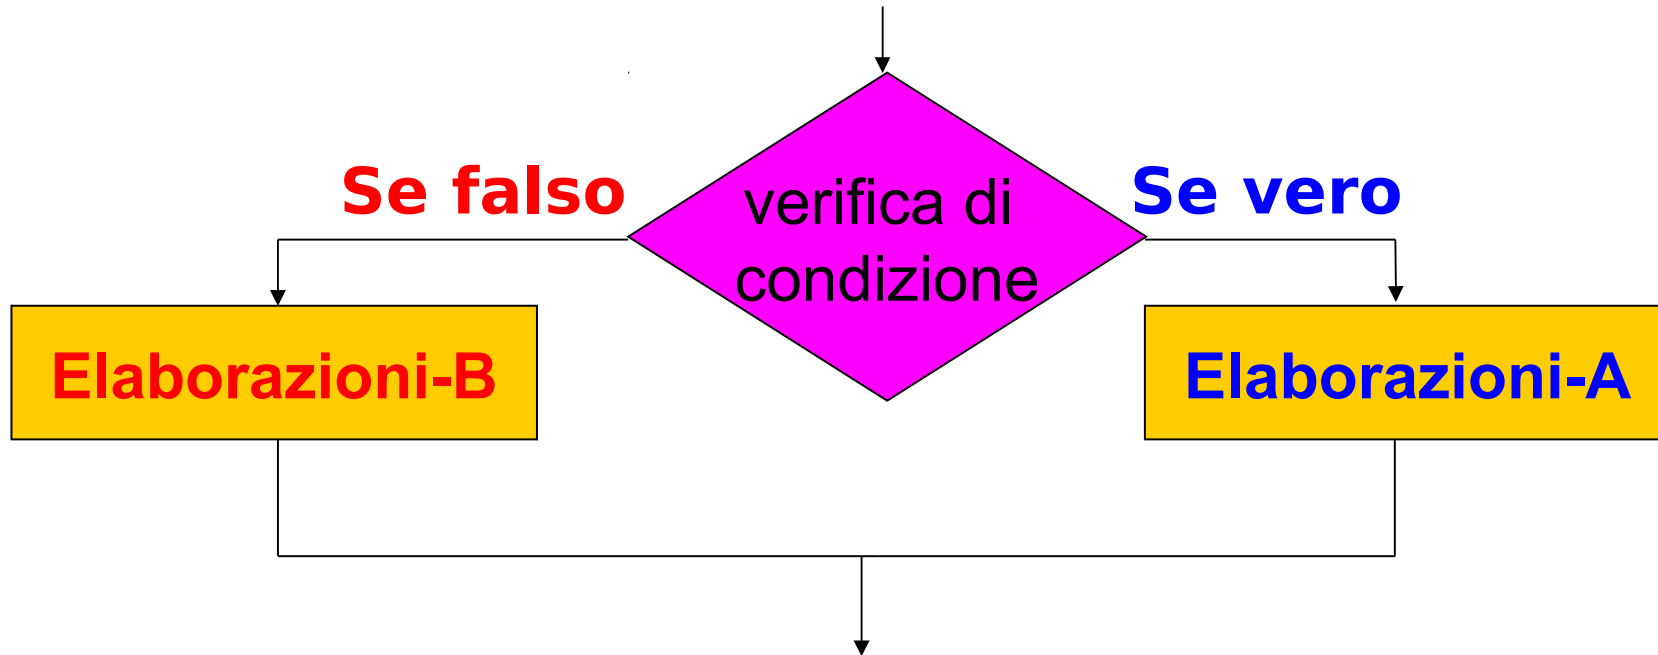 Se falso
verifica di
condizione
Se vero
Elaborazioni-B
Elaborazioni-A